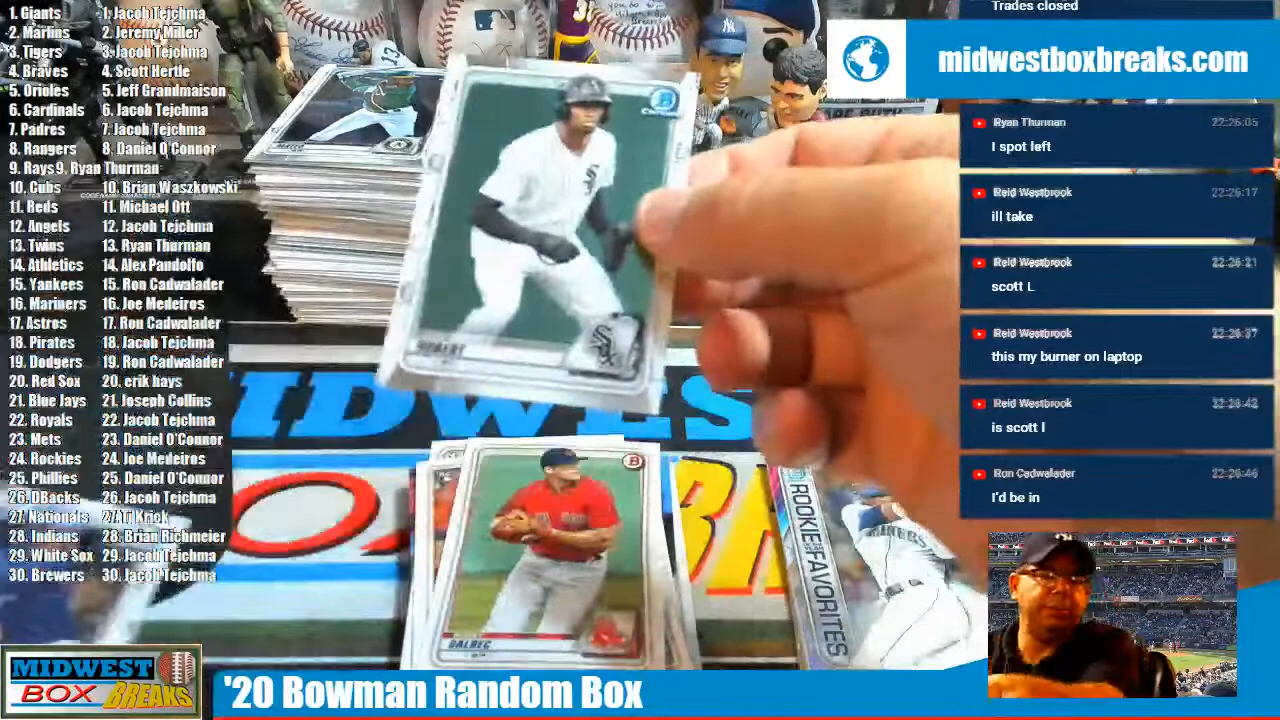 Trades closed
midwestboxbreaks.com
1. Giants 1. Jacob Tejchma
2. Marlins 2. Jeremy Miller
3. Tigers 3. Jacob Tejchma
4. Braves 4. Scott Hertle
5. Orioles 5. Jeff Grandmaison
6. Cardinals 6. Jacob Tejchma
7. Padres 7. Jacob Tejchma
8. Rangers 8. Daniel O'Connor
9. Rays 9. Ryan Thurman
10. Cubs 10. Brian Waszkowski
11. Reds 11. Michael Ott
12. Angels 12. Jacob Tejchma
13. Twins 13. Ryan Thurman
14. Athletics 14. Alex Pandolfo
15. Yankees 15. Ron Cadwalader
16. Mariners 16. Joe Medeiros
17. Astros 17. Ron Cadwalader
18. Pirates 18. Jacob Tejchma
19. Dodgers 19. Ron Cadwalader
20. Red Sox 20. erik hays
21. Blue Jays 21. Joseph Collins
22. Royals 22. Jacob Tejchma
23. Mets 23. Daniel O'Connor
24. Rockies 24. Joe Medeiros
25. Phillies 25. Daniel O'Connor
26. DBacks 26. Jacob Tejchma
27. Nationals 27. TJ Krick
28. Indians 28. Brian Richmeier
29. White Sox 29. Jacob Tejchma
30. Brewers 30. Jacob Tejchma
Ryan Thurman 22:26:05
I spot left
Reid Westbrook 22:26:17
ill take
Reid Westbrook 22:26:21
scott L
Reid Westbrook 22:26:37
this my burner on laptop
Reid Westbrook 22:26:42
is scott l
Ron Cadwalader 22:26:46
I'd be in
ROBERT
MIDWES
DALBEC
ROOKIE OF THE YEAR FAVORITES
MIDWEST
BOX BREAKS
'20 Bowman Random Box